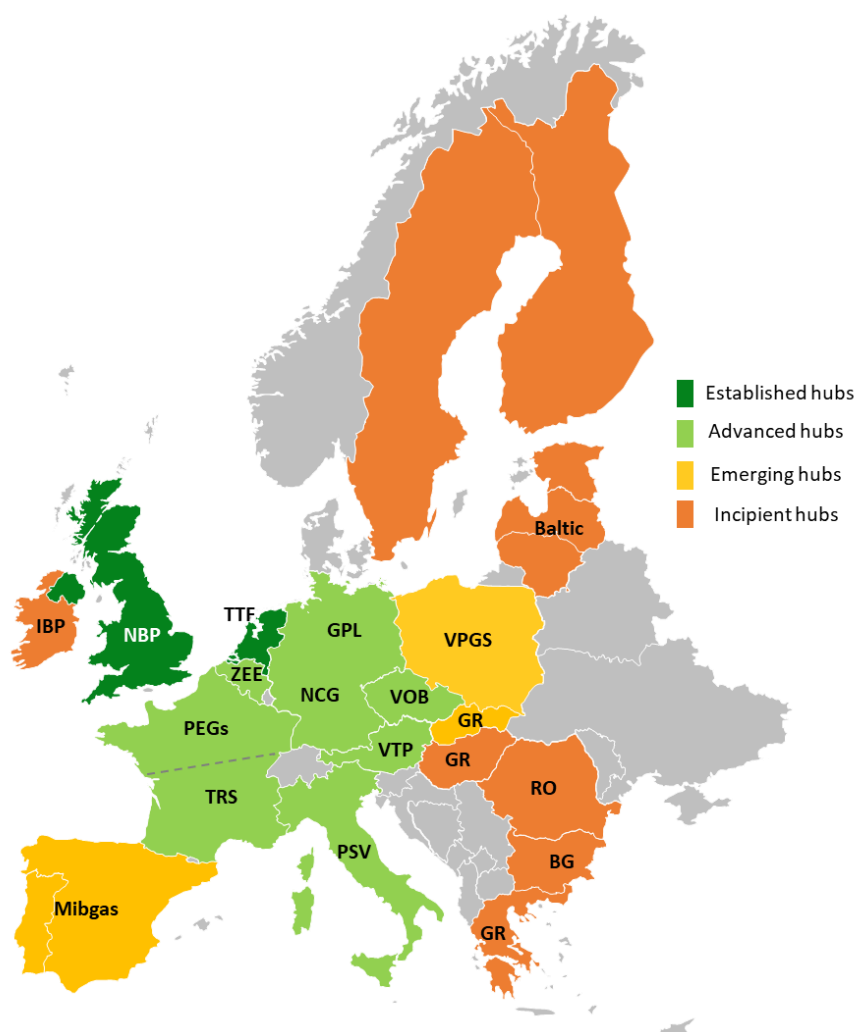 Established hubs
Advanced hubs
Emerging hubs
Incipient hubs
Baltic
TTF
IBP
NBP
GPL
VPGS
ZEE
NCG
VOB
PEGs
GR
VTP
GR
TRS
RO
PSV
BG
Mibgas
GR